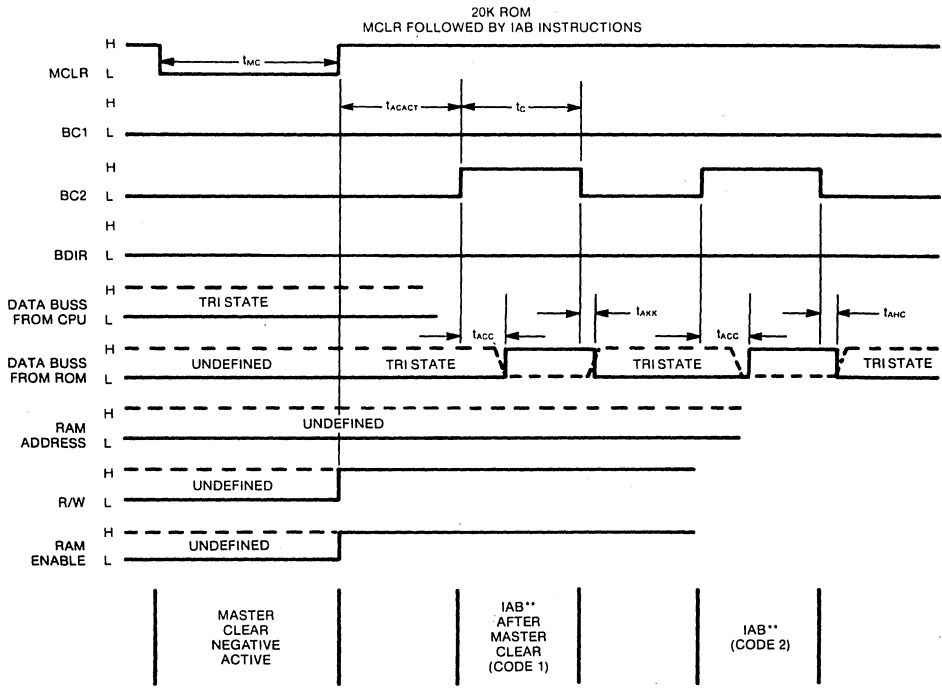 20K ROM
MCLR FOLLOWED BY IAB INSTRUCTIONS
H
MCLR L
tMC
tACACT
tC
H
BC1 L
H
BC2 L
H
BDIR L
H
DATA BUSS
FROM CPU L
TRI STATE
tACC
tAKK
tACC
tAHC
H
DATA BUSS
FROM ROM L
UNDEFINED
TRI STATE
TRI STATE
TRI STATE
H
RAM
ADDRESS L
UNDEFINED
H
R/W L
UNDEFINED
H
RAM
ENABLE L
UNDEFINED
MASTER
CLEAR
NEGATIVE
ACTIVE
IAB**
AFTER
MASTER
CLEAR
(CODE 1)
IAB**
(CODE 2)